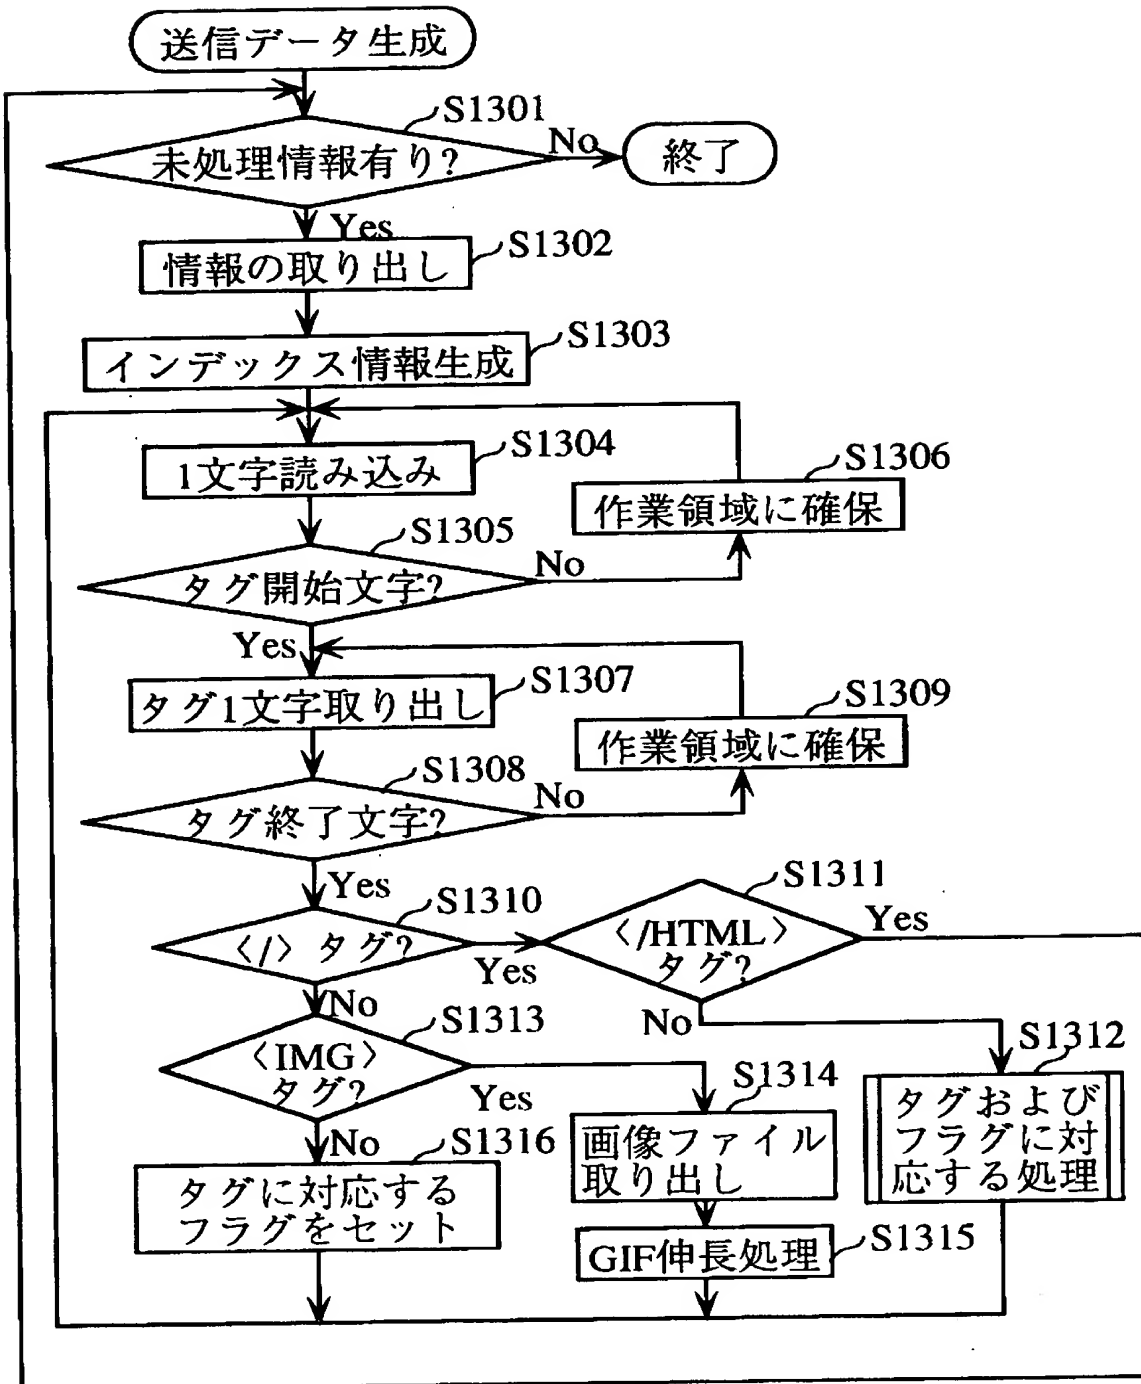 送信データ生成
S1301
未処理情報有り?
No
終了
Yes
S1302
情報の取り出し
S1303
インデックス情報生成
S1304
1文字読み込み
S1306
作業領域に確保
S1305
タグ開始文字?
No
Yes
S1307
タグ1文字取り出し
S1309
作業領域に確保
S1308
タグ終了文字?
No
Yes
S1310
〈/〉タグ?
Yes
S1311
〈/HTML〉
タグ?
Yes
No
No
S1313
〈IMG〉
タグ?
Yes
S1312
タグおよび
フラグに対
応する処理
S1314
画像ファイル
取り出し
No
S1316
タグに対応する
フラグをセット
S1315
GIF伸長処理